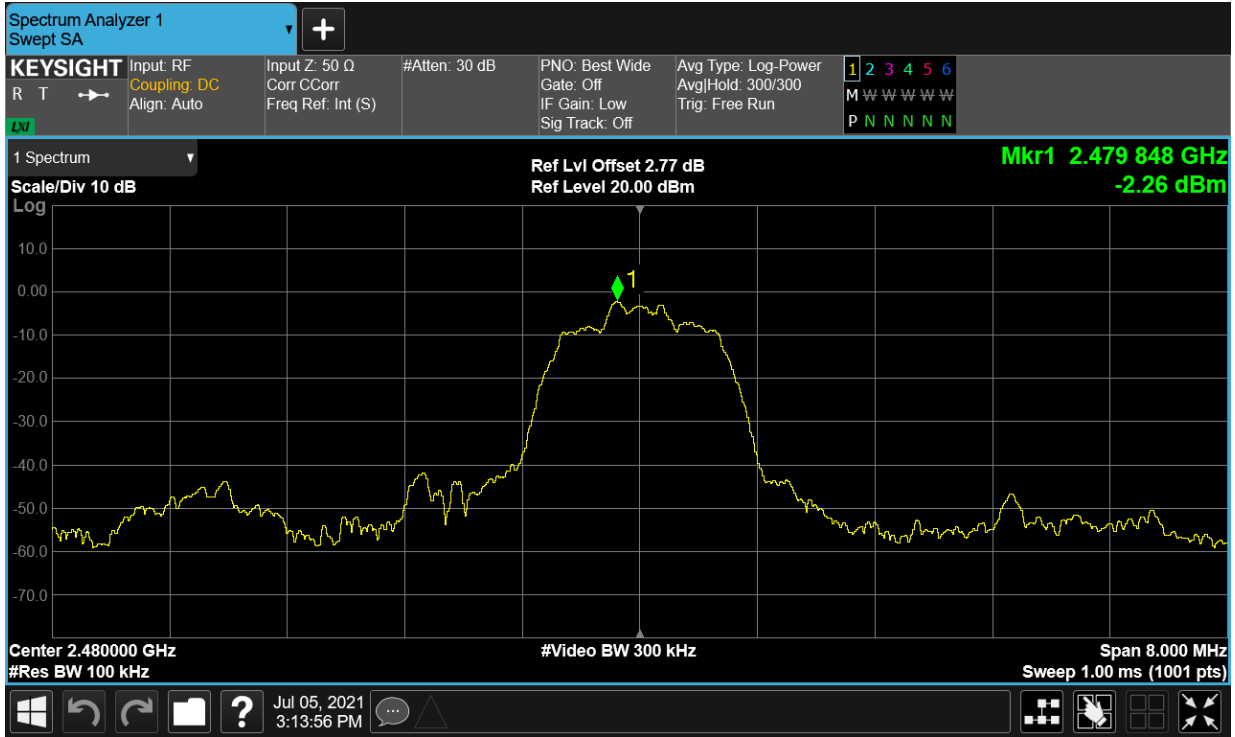 Spectrum Analyzer 1
Swept SA
KEYSIGHT
R T
LXI
Input: RF
Coupling: DC
Align: Auto
Input Z: 50 Ω
Corr CCorr
Freq Ref: Int (S)
#Atten: 30 dB
PNO: Best Wide
Gate: Off
IF Gain: Low
Sig Track: Off
Avg Type: Log-Power
Avg|Hold: 300/300
Trig: Free Run
1 2 3 4 5 6
M W W W W W
P N N N N N
1 Spectrum
Scale/Div 10 dB
Log
Ref Lvl Offset 2.77 dB
Ref Level 20.00 dBm
Mkr1 2.479 848 GHz
-2.26 dBm
1
10.0
0.00
-10.0
-20.0
-30.0
-40.0
-50.0
-60.0
-70.0
Center 2.480000 GHz
#Res BW 100 kHz
#Video BW 300 kHz
Span 8.000 MHz
Sweep 1.00 ms (1001 pts)
?
Jul 05, 2021
3:13:56 PM